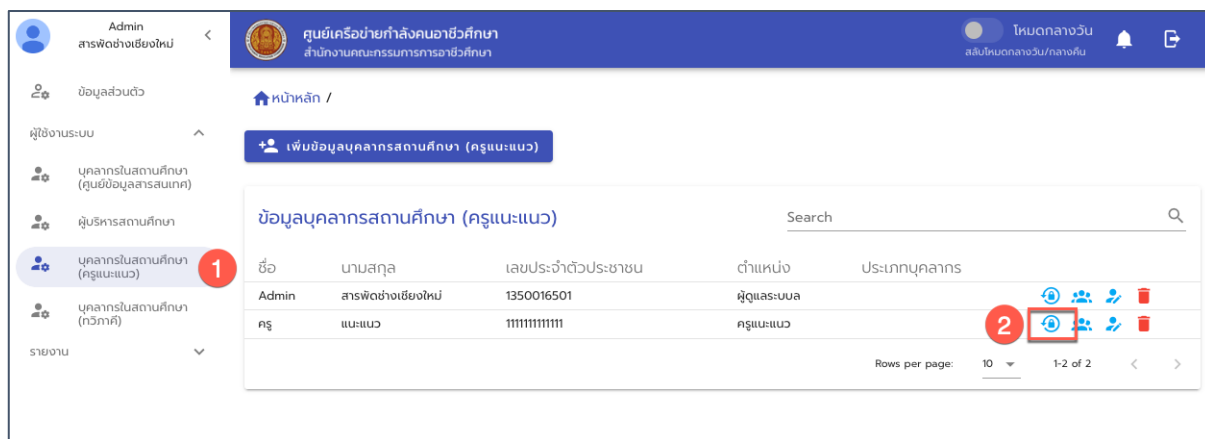 Admin
สารพัดช่างเชียงใหม่
ศูนย์เครือข่ายกำลังคนอาชีวศึกษา
สำนักงานคณะกรรมการการอาชีวศึกษา
โหมดกลางวัน
สลับโหมดกลางวัน/กลางคืน
ข้อมูลส่วนตัว
ผู้ใช้งานระบบ
บุคลากรในสถานศึกษา
(ศูนย์ข้อมูลสารสนเทศ)
ผู้บริหารสถานศึกษา
บุคลากรในสถานศึกษา
(ครูแนะแนว)
1
บุคลากรในสถานศึกษา
(ทวิภาคี)
รายงาน
หน้าหลัก /
เพิ่มข้อมูลบุคลากรสถานศึกษา (ครูแนะแนว)
ข้อมูลบุคลากรสถานศึกษา (ครูแนะแนว)
Search
ชื่อ นามสกุล เลขประจำตัวประชาชน ตำแหน่ง ประเภทบุคลากร
Admin สารพัดช่างเชียงใหม่ 1350016501 ผู้ดูแลระบบล
ครู แนะแนว 1111111111111 ครูแนะแนว 2
Rows per page: 10 1-2 of 2